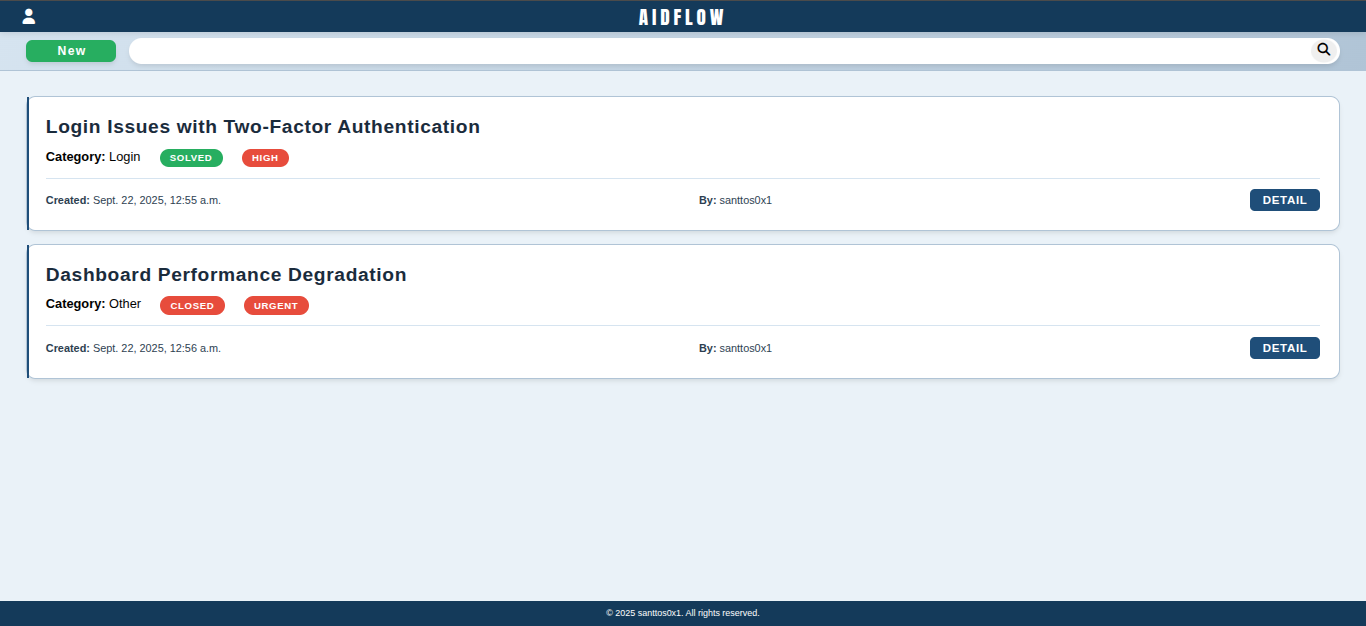 AIDFLOW
New
Login Issues with Two-Factor Authentication
Category: Login SOLVED HIGH
Created: Sept. 22, 2025, 12:55 a.m. By: santtos0x1 DETAIL
Dashboard Performance Degradation
Category: Other CLOSED URGENT
Created: Sept. 22, 2025, 12:56 a.m. By: santtos0x1 DETAIL
© 2025 santtos0x1. All rights reserved.